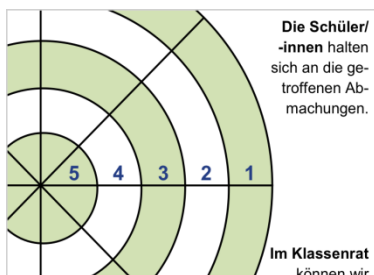 Die Schüler/
-innen halten
sich an die ge-
troffenen Ab-
machungen.
5 4 3 2 1
Im Klassenrat
können wir